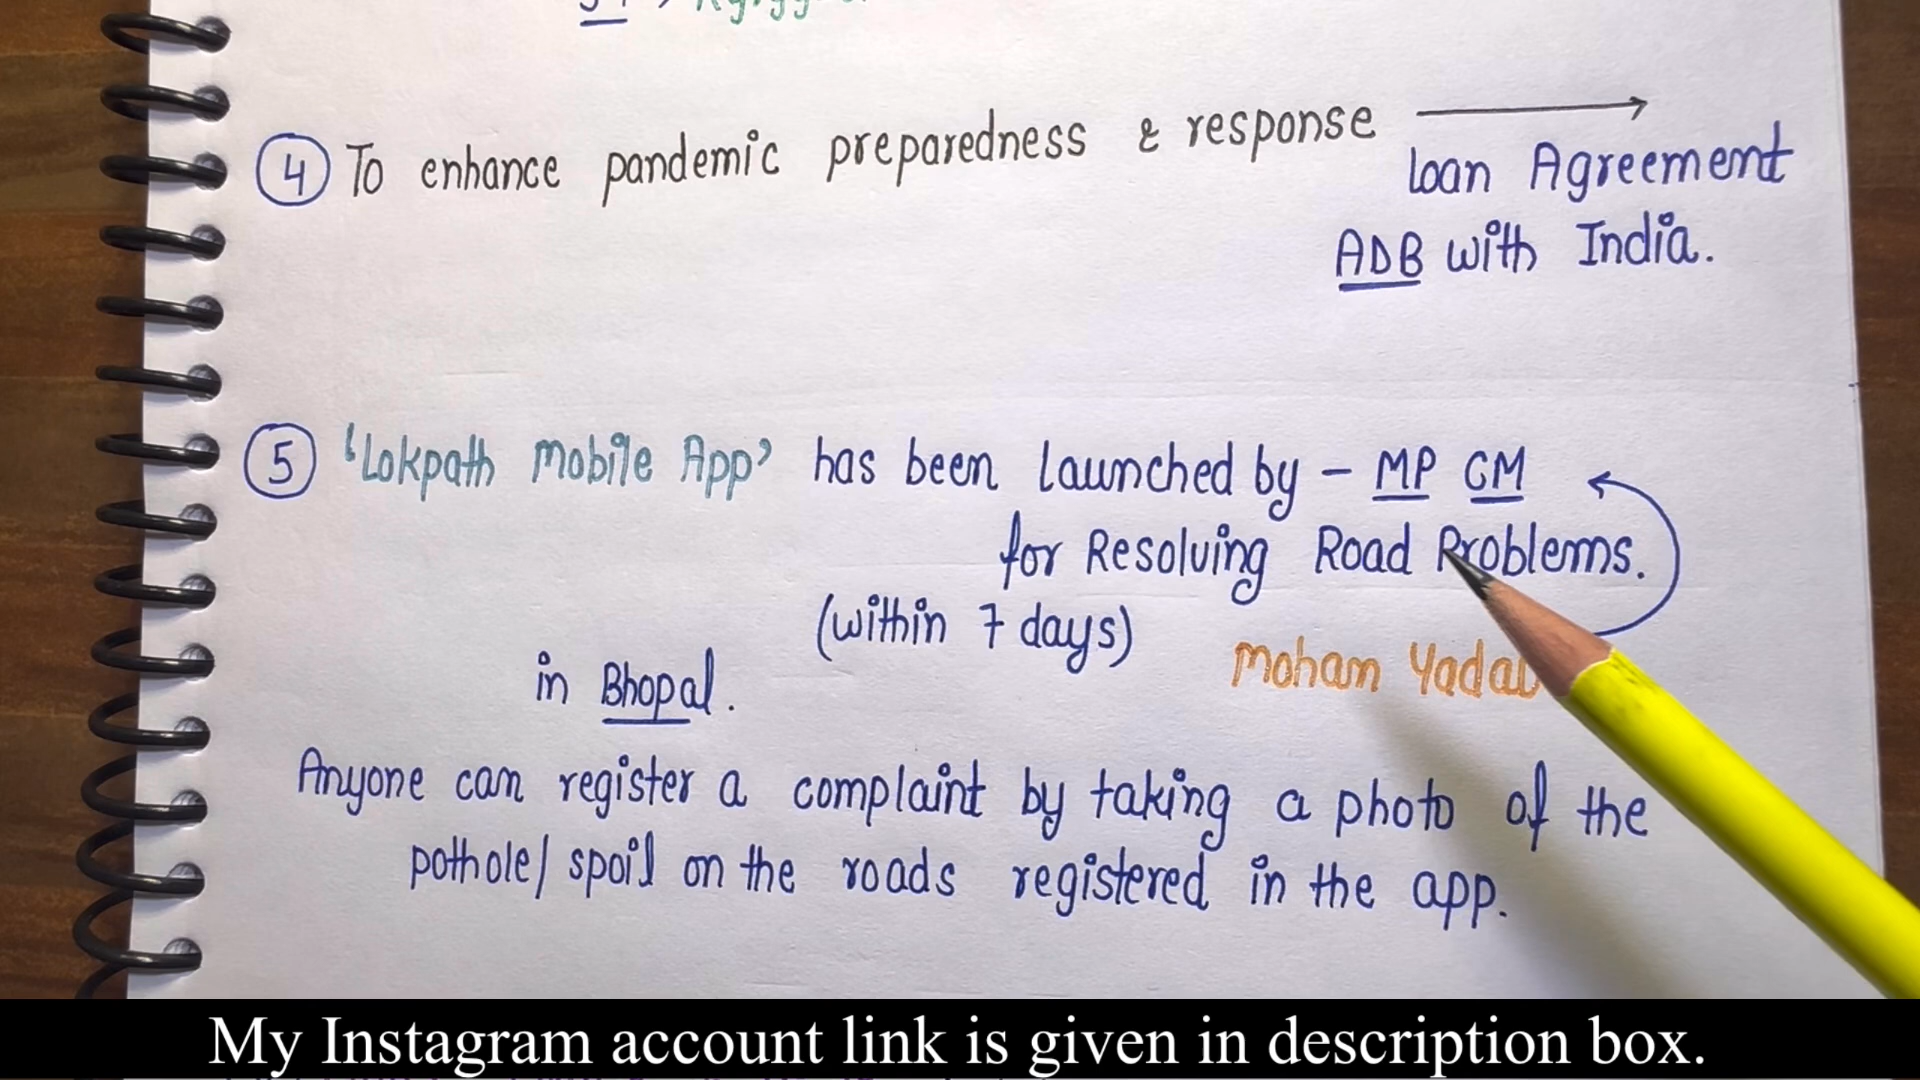 ④ To enhance pandemic preparedness & response →
Loan Agreement
ADB with India.
⑤ 'Lokpath Mobile App' has been launched by - MP CM
for Resolving Road Problems.
(within 7 days)
Mohan Yadav
in Bhopal.
Anyone can register a complaint by taking a photo of the
pothole/ spoil on the roads registered in the app.
My Instagram account link is given in description box.